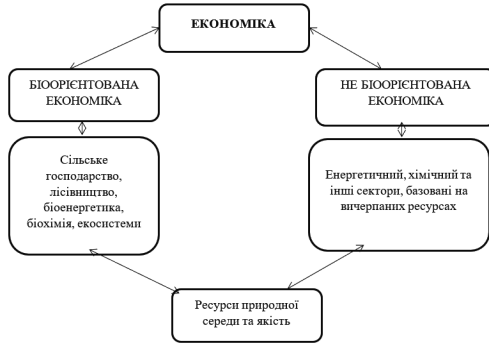 ЕКОНОМІКА
БІООРІЄНТОВАНА
ЕКОНОМІКА
НЕ БІООРІЄНТОВАНА
ЕКОНОМІКА
Сільське
господарство,
лісівництво,
біоенергетика,
біохімія, екосистеми
Енергетичний, хімічний та
інші сектори, базовані на
вичерпаних ресурсах
Ресурси природної
середи та якість